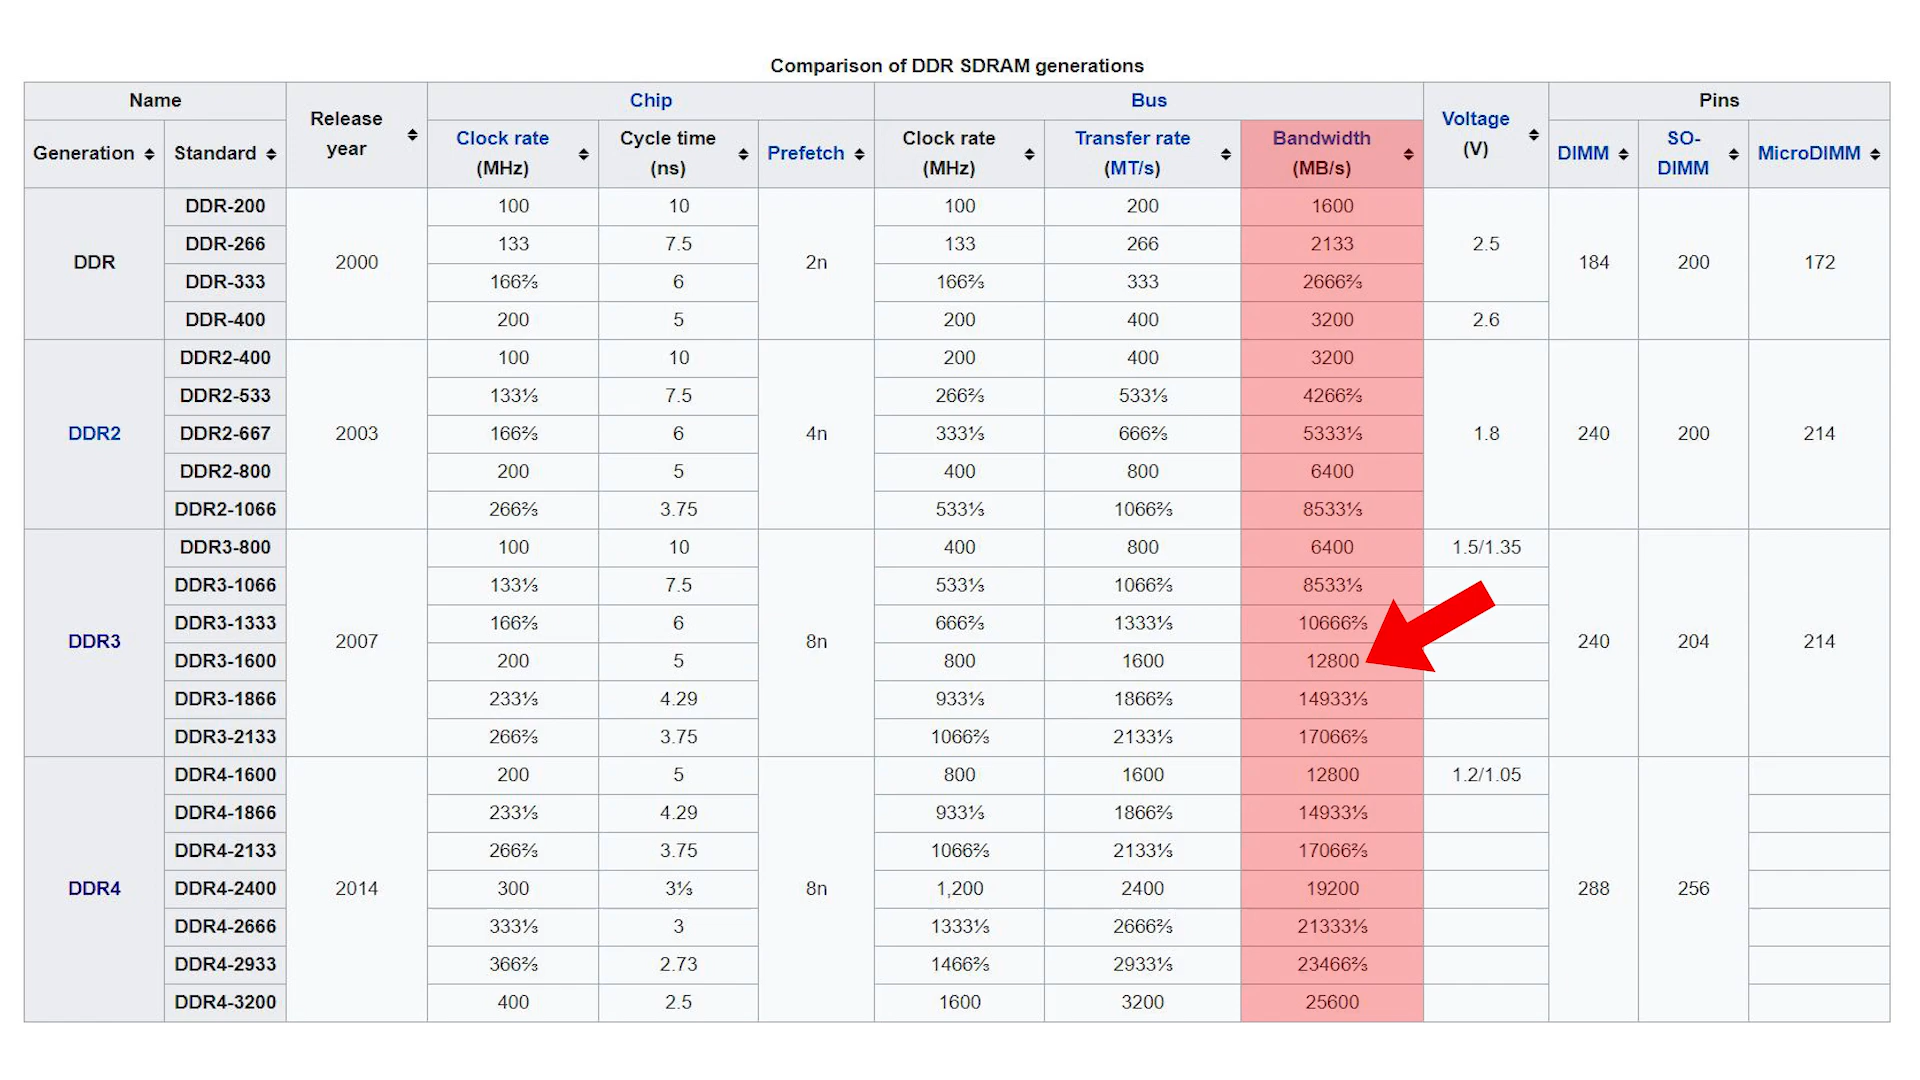 Comparison of DDR SDRAM generations
Name Release year Chip Bus Voltage (V) Pins
Generation Standard Clock rate (MHz) Cycle time (ns) Prefetch Clock rate (MHz) Transfer rate (MT/s) Bandwidth (MB/s) DIMM SO-DIMM MicroDIMM
DDR DDR-200 2000 100 10 2n 100 200 1600 2.5 184 200 172
DDR-266 133 7.5 133 266 2133
DDR-333 166⅔ 6 166⅔ 333 2666⅔
DDR-400 200 5 200 400 3200 2.6
DDR2 DDR2-400 2003 100 10 4n 200 400 3200 1.8 240 200 214
DDR2-533 133⅓ 7.5 266⅔ 533⅓ 4266⅔
DDR2-667 166⅔ 6 333⅓ 666⅔ 5333⅓
DDR2-800 200 5 400 800 6400
DDR2-1066 266⅔ 3.75 533⅓ 1066⅔ 8533⅓
DDR3 DDR3-800 2007 100 10 8n 400 800 6400 1.5/1.35 240 204 214
DDR3-1066 133⅓ 7.5 533⅓ 1066⅔ 8533⅓
DDR3-1333 166⅔ 6 666⅔ 1333⅓ 10666⅔
DDR3-1600 200 5 800 1600 12800
DDR3-1866 233⅓ 4.29 933⅓ 1866⅔ 14933⅓
DDR3-2133 266⅔ 3.75 1066⅔ 2133⅓ 17066⅔
DDR4 DDR4-1600 2014 200 5 8n 800 1600 12800 1.2/1.05 288 256
DDR4-1866 233⅓ 4.29 933⅓ 1866⅔ 14933⅓
DDR4-2133 266⅔ 3.75 1066⅔ 2133⅓ 17066⅔
DDR4-2400 300 3⅓ 1,200 2400 19200
DDR4-2666 333⅓ 3 1333⅓ 2666⅔ 21333⅓
DDR4-2933 366⅔ 2.73 1466⅔ 2933⅓ 23466⅔
DDR4-3200 400 2.5 1600 3200 25600